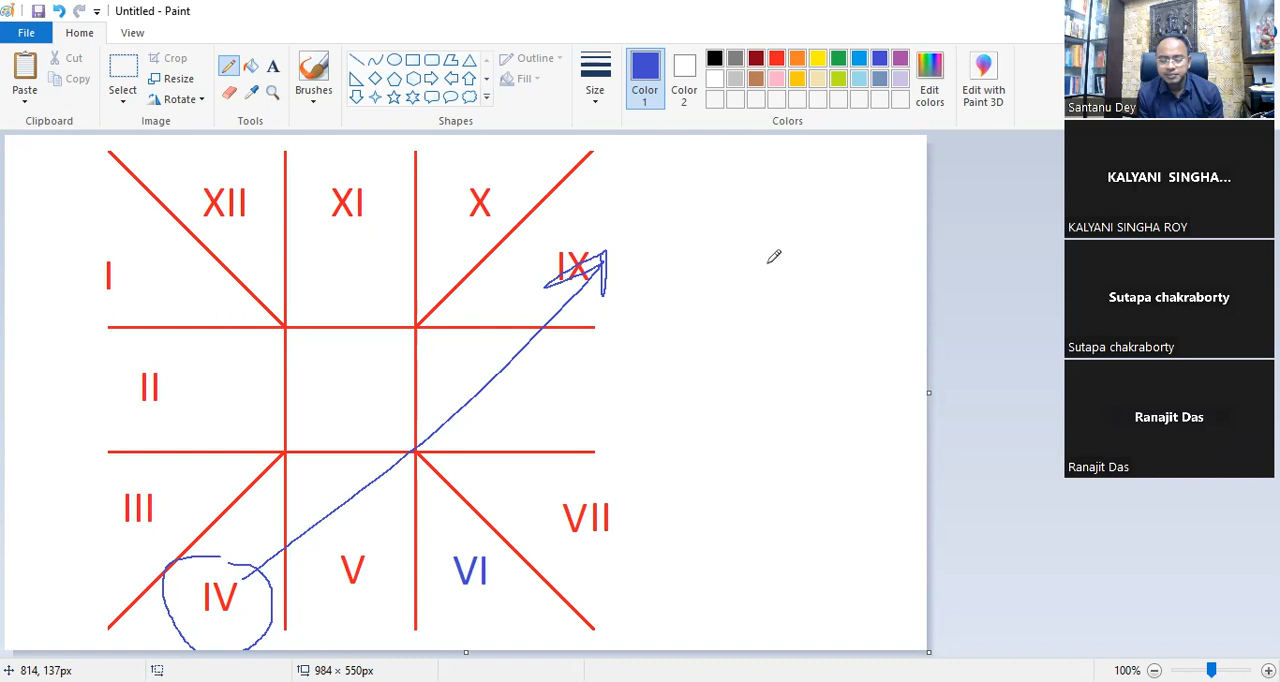 Untitled - Paint
File
Home
View
Paste
Cut
Copy
Clipboard
Select
Crop
Resize
Rotate
Image
A
Tools
Brushes
Shapes
Outline
Fill
Size
Color 1
Color 2
Colors
Edit colors
Edit with Paint 3D
XII
XI
X
IX
I
II
III
IV
V
VI
VII
Santanu Dey
KALYANI SINGHA...
KALYANI SINGHA ROY
Sutapa chakraborty
Sutapa chakraborty
Ranajit Das
Ranajit Das
814, 137px
984 × 550px
100%